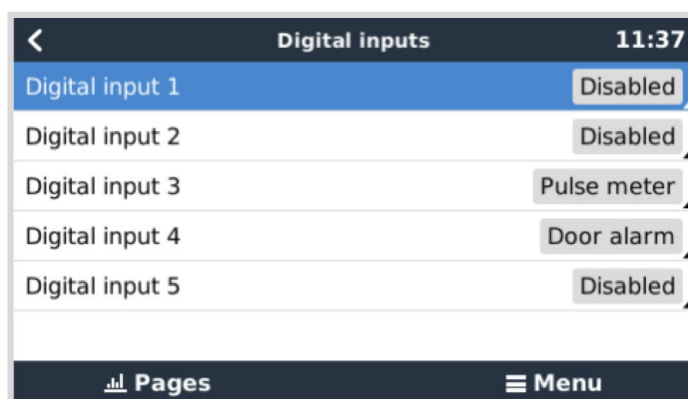 Digital inputs 11:37
Digital input 1 Disabled
Digital input 2 Disabled
Digital input 3 Pulse meter
Digital input 4 Door alarm
Digital input 5 Disabled
Pages Menu